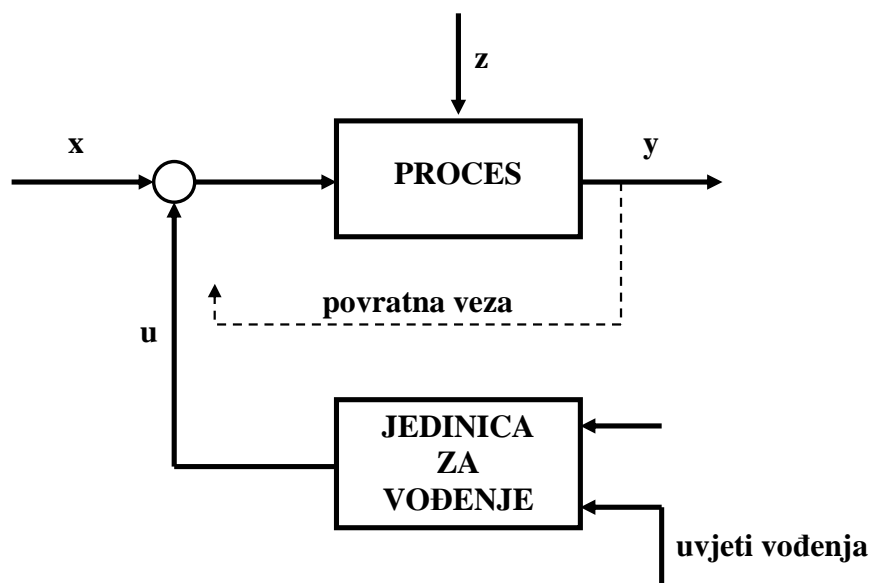 z
x
y
PROCES
povratna veza
u
JEDINICA
ZA
VOĐENJE
uvjeti vođenja